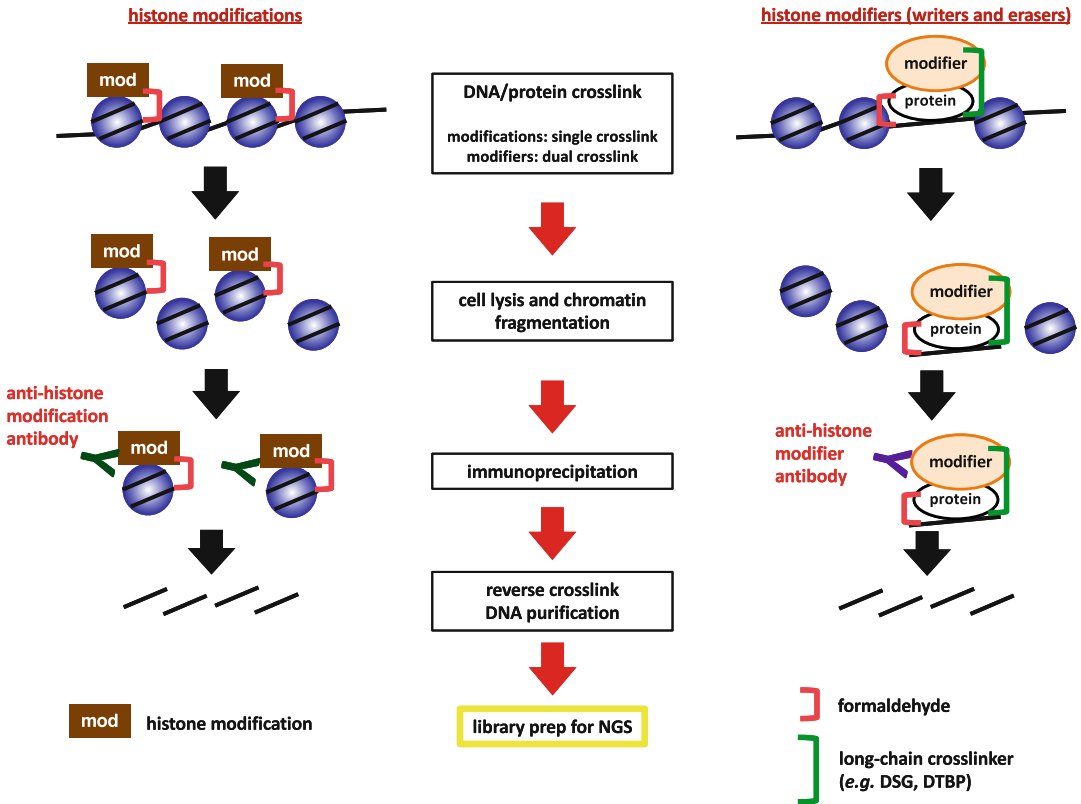 histone modifications
histone modifiers (writers and erasers)
mod
mod
DNA/protein crosslink
modifications: single crosslink
modifiers: dual crosslink
modifier
protein
mod
mod
cell lysis and chromatin
fragmentation
modifier
protein
anti-histone
modification
antibody
mod
mod
immunoprecipitation
anti-histone
modifier
antibody
modifier
protein
reverse crosslink
DNA purification
library prep for NGS
mod
histone modification
formaldehyde
long-chain crosslinker
(e.g. DSG, DTBP)